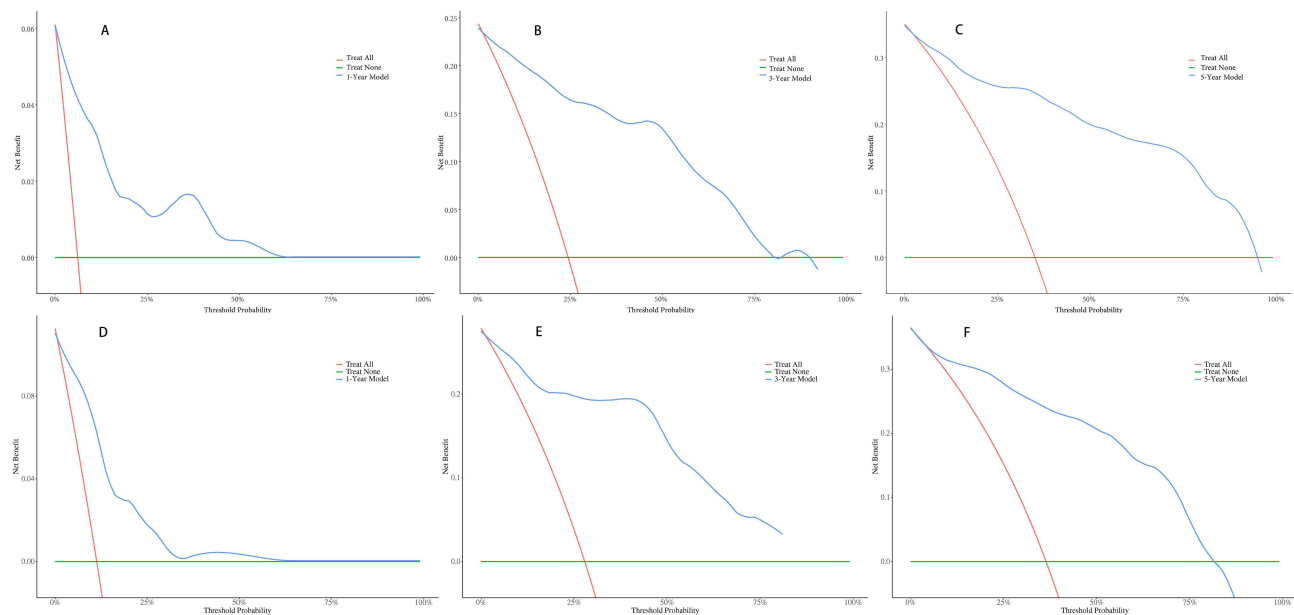 A
0.06
0.04
0.02
0.00
Net Benefit
Treat All
Treat None
1-Year Model
0%
25%
50%
75%
100%
Threshold Probability
B
0.25
0.20
0.15
0.10
0.05
0.00
Net Benefit
Treat All
Treat None
3-Year Model
0%
25%
50%
75%
100%
Threshold Probability
C
0.3
0.2
0.1
0.0
Net Benefit
Treat All
Treat None
5-Year Model
0%
25%
50%
75%
100%
Threshold Probability
D
0.08
0.04
0.00
Net Benefit
Treat All
Treat None
1-Year Model
0%
25%
50%
75%
100%
Threshold Probability
E
0.2
0.1
0.0
Net Benefit
Treat All
Treat None
3-Year Model
0%
25%
50%
75%
100%
Threshold Probability
F
0.3
0.2
0.1
0.0
Net Benefit
Treat All
Treat None
5-Year Model
0%
25%
50%
75%
100%
Threshold Probability